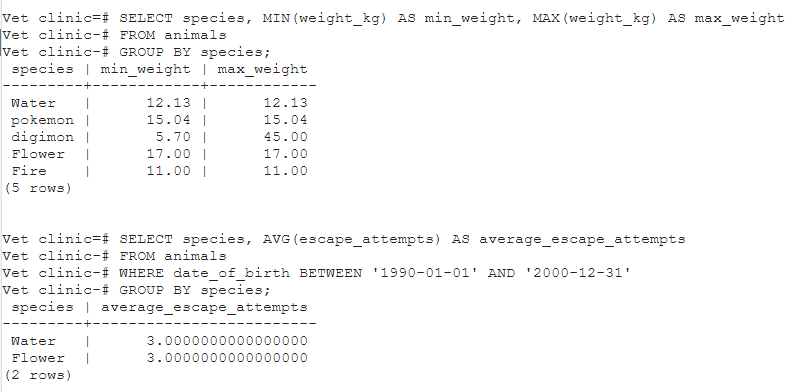 Vet clinic=# SELECT species, MIN(weight_kg) AS min_weight, MAX(weight_kg) AS max_weight
Vet clinic-# FROM animals
Vet clinic-# GROUP BY species;
 species | min_weight | max_weight
---------+------------+------------
 Water   |      12.13 |      12.13
 pokemon |      15.04 |      15.04
 digimon |       5.70 |      45.00
 Flower  |      17.00 |      17.00
 Fire    |      11.00 |      11.00
(5 rows)
Vet clinic=# SELECT species, AVG(escape_attempts) AS average_escape_attempts
Vet clinic-# FROM animals
Vet clinic-# WHERE date_of_birth BETWEEN '1990-01-01' AND '2000-12-31'
Vet clinic-# GROUP BY species;
 species | average_escape_attempts
---------+-------------------------
 Water   |      3.0000000000000000
 Flower  |      3.0000000000000000
(2 rows)